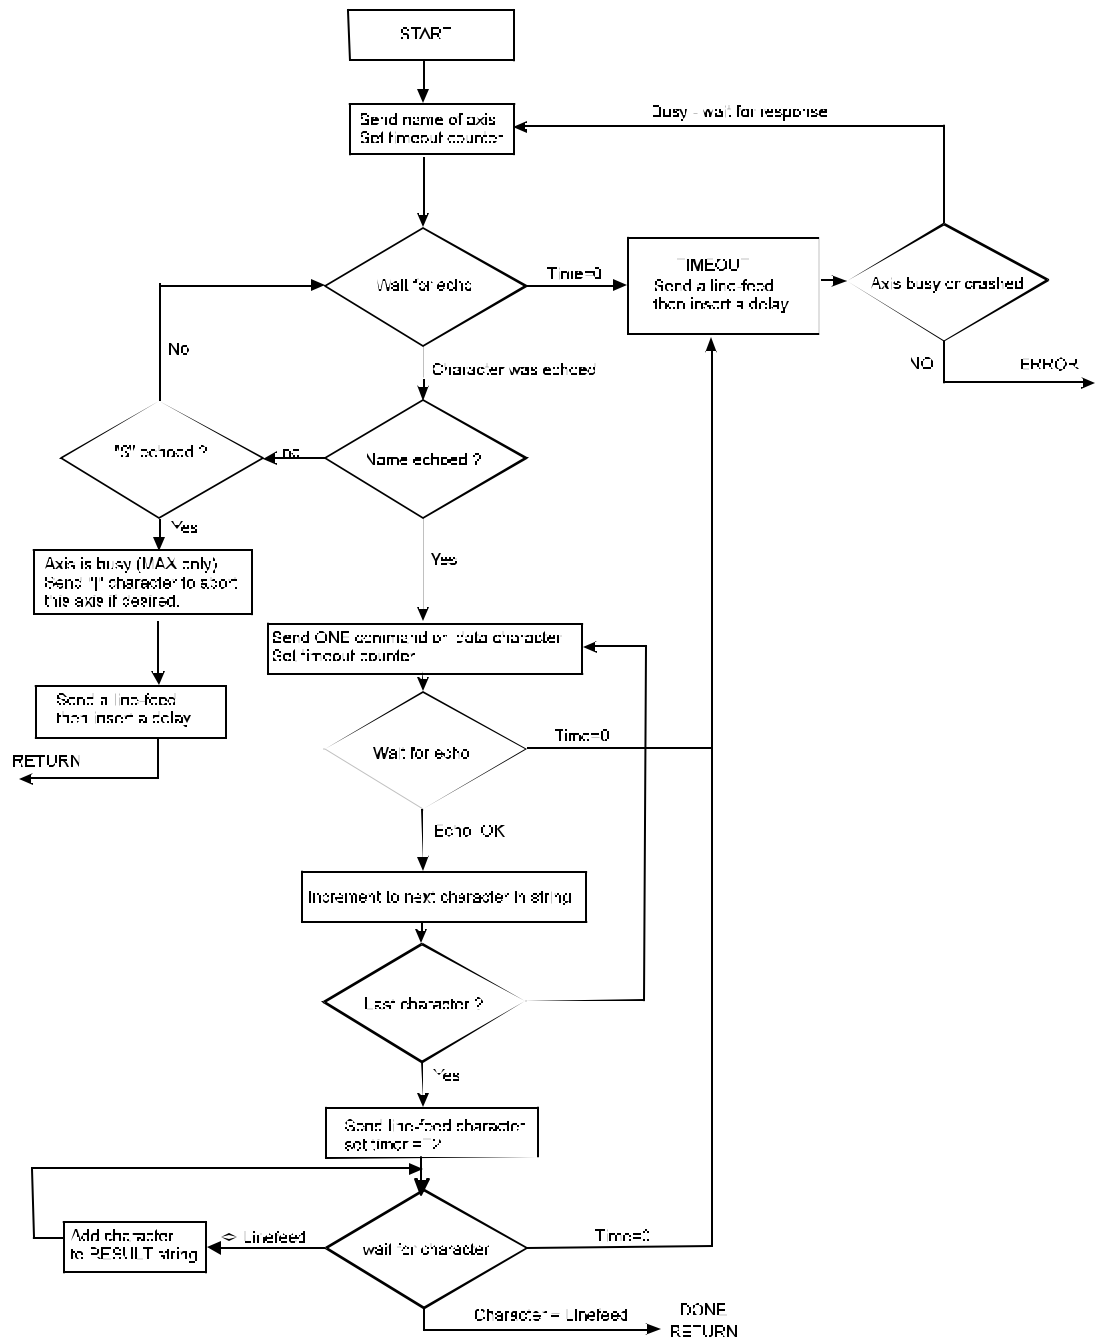 START
Busy - wait for response
Send name of axis
Set timeout counter
Wait for echo
Time=0
TIMEOUT
Send a line-feed
then insert a delay
Axis busy or crashed
No
Character was echoed
NO
ERROR
"S" echoed ?
no
Name echoed ?
Yes
Axis is busy (MAX only)
Send "|" character to abort
this axis if desired.
Yes
Send ONE command or data character
Set timeout counter
Send a line-feed
then insert a delay
RETURN
Wait for echo
Time=0
Echo OK
Increment to next character in string
Last character ?
Yes
Send line-feed character
set timer =T2
Add character
to RESULT string
<> Linefeed
wait for character
Time=0
Character = Linefeed
DONE
RETURN